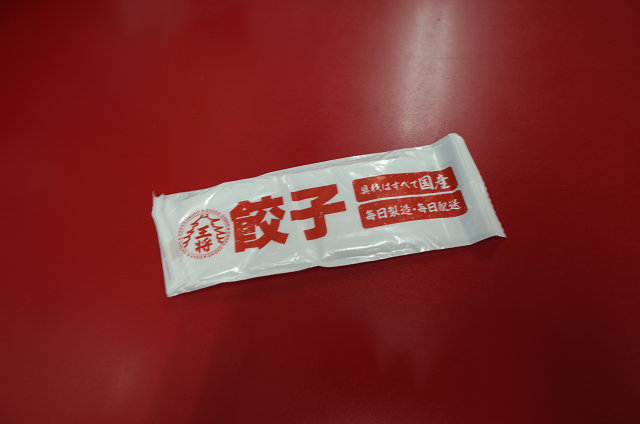 王将
餃子
具材はすべて国産
毎日製造・毎日配送